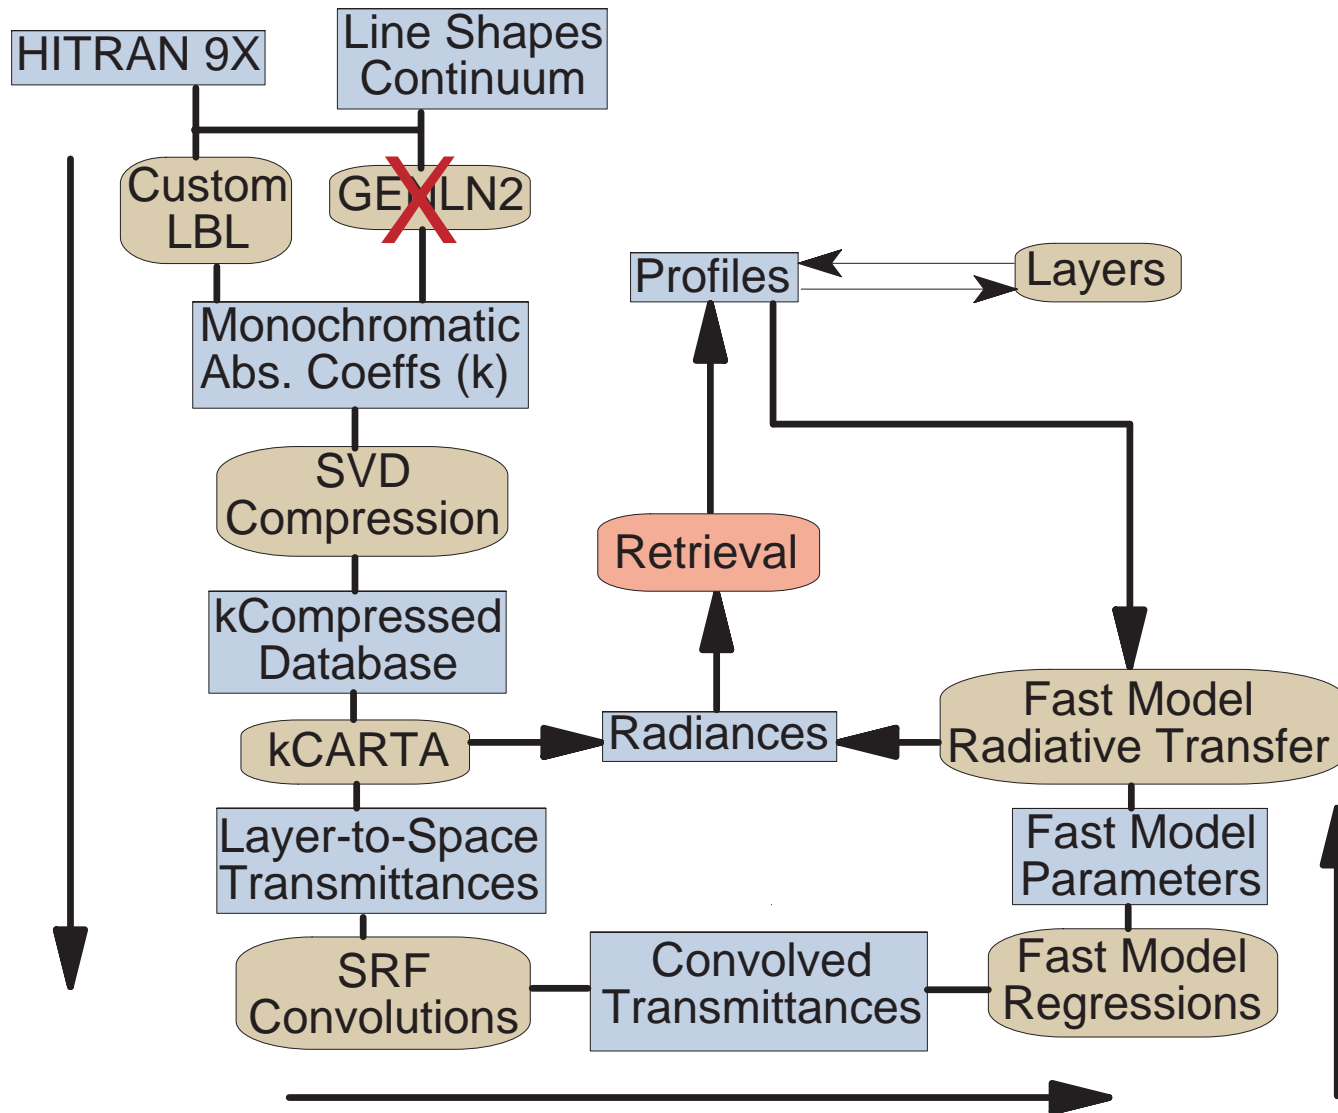 HITRAN 9X
Line Shapes
Continuum
Custom
LBL
GENLN2
Profiles
Layers
Monochromatic
Abs. Coeffs (k)
SVD
Compression
Retrieval
kCompressed
Database
kCARTA
Radiances
Fast Model
Radiative Transfer
Layer-to-Space
Transmittances
Fast Model
Parameters
SRF
Convolutions
Convolved
Transmittances
Fast Model
Regressions